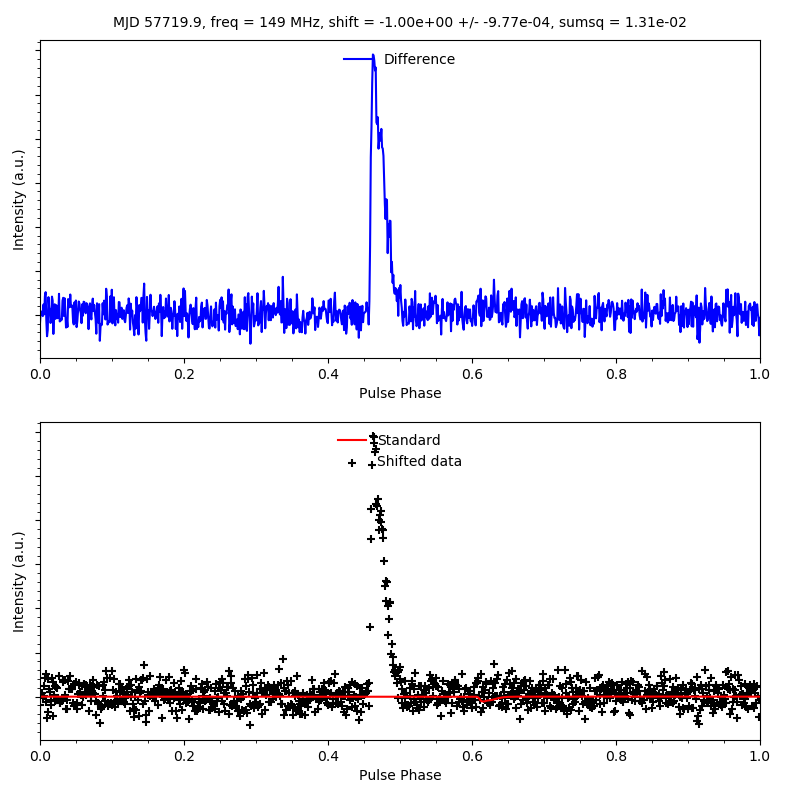 MJD 57719.9, freq = 149 MHz, shift = -1.00e+00 +/- -9.77e-04, sumsq = 1.31e-02
Difference
Intensity (a.u.)
0.0 0.2 0.4 0.6 0.8 1.0
Pulse Phase
Standard
Shifted data
Intensity (a.u.)
0.0 0.2 0.4 0.6 0.8 1.0
Pulse Phase